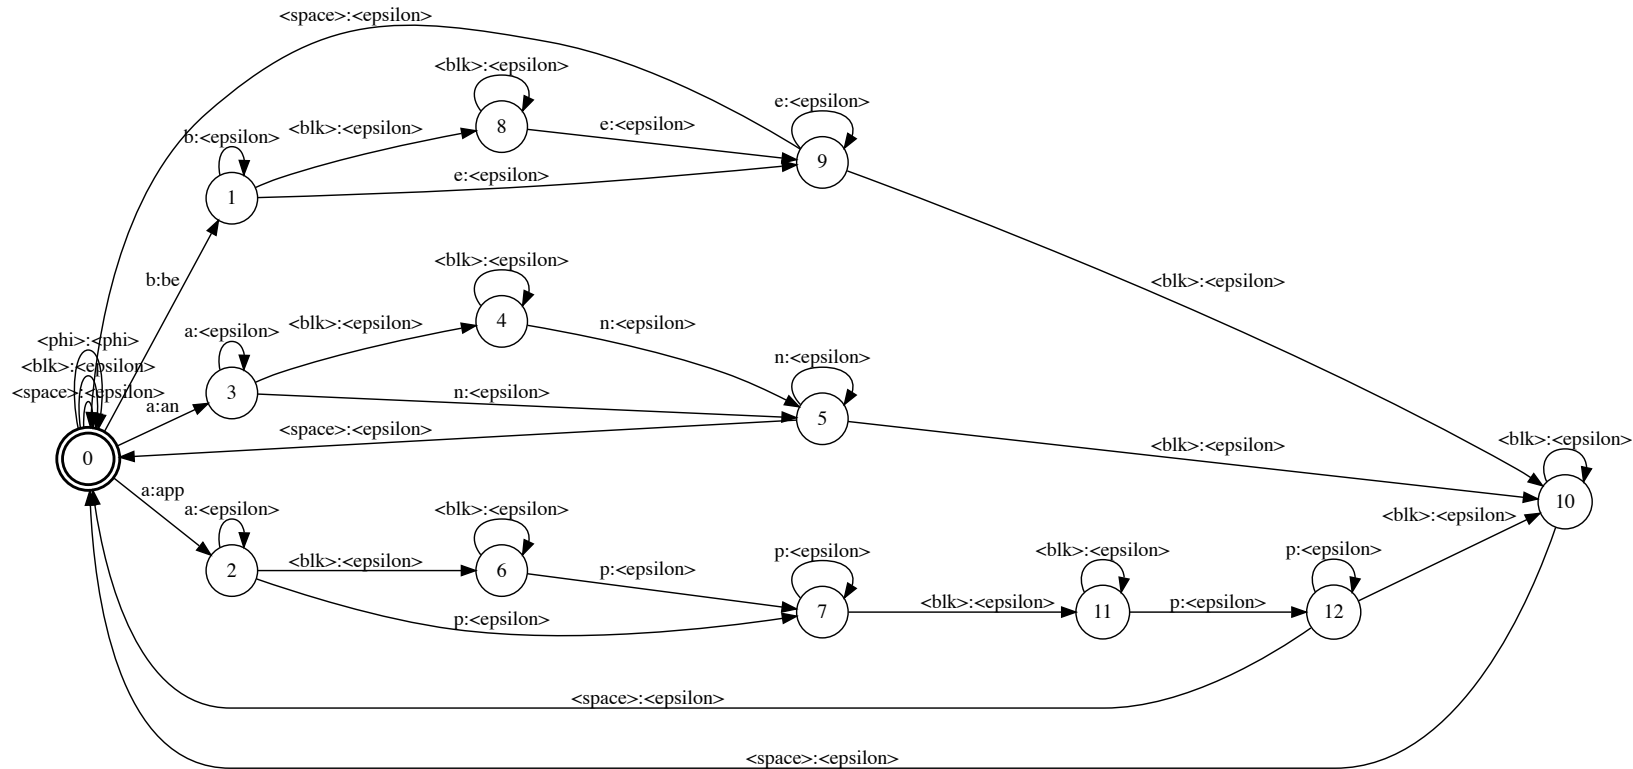 <space>:<epsilon>
<blk>:<epsilon>
e:<epsilon>
b:<epsilon>
<blk>:<epsilon>
8
e:<epsilon>
9
e:<epsilon>
1
b:be
<blk>:<epsilon>
<blk>:<epsilon>
a:<epsilon>
<blk>:<epsilon>
4
n:<epsilon>
<phi>:<phi>
n:<epsilon>
<blk>:<epsilon>
<space>:<epsilon>
3
n:<epsilon>
a:an
5
<space>:<epsilon>
<blk>:<epsilon>
<blk>:<epsilon>
0
a:app
10
a:<epsilon>
<blk>:<epsilon>
<blk>:<epsilon>
p:<epsilon>
<blk>:<epsilon>
p:<epsilon>
2
<blk>:<epsilon>
6
p:<epsilon>
7
<blk>:<epsilon>
11
p:<epsilon>
12
p:<epsilon>
<space>:<epsilon>
<space>:<epsilon>